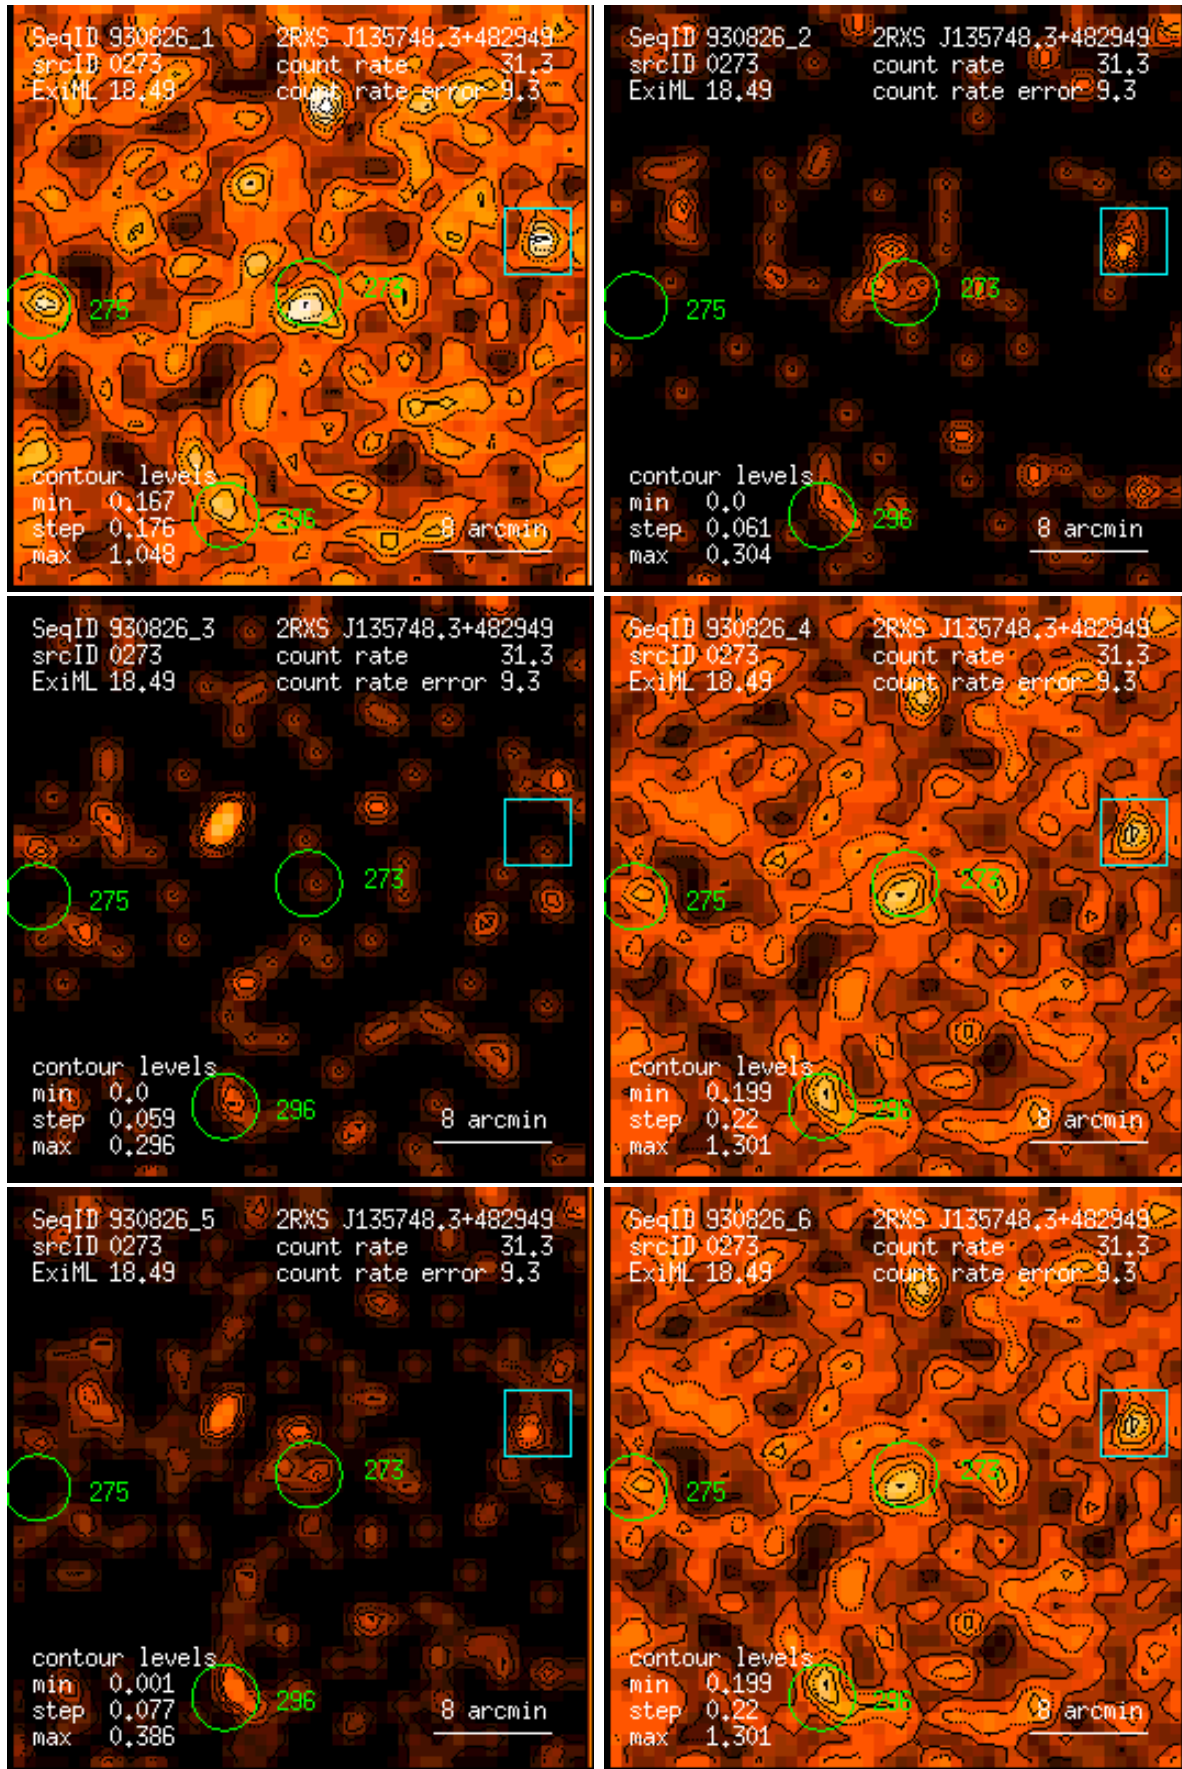 SeqID 930826_1 2RXS J135748.3+482949
srcID 0273 count rate 31.3
ExiML 18.49 count rate error 9.3
273
275
contour levels
min 0.167
step 0.176
max 1.048
296
8 arcmin
SeqID 930826_2 2RXS J135748.3+482949
srcID 0273 count rate 31.3
ExiML 18.49 count rate error 9.3
273
275
contour levels
min 0.0
step 0.061
max 0.304
296
8 arcmin
SeqID 930826_3 2RXS J135748.3+482949
srcID 0273 count rate 31.3
ExiML 18.49 count rate error 9.3
273
275
contour levels
min 0.0
step 0.059
max 0.296
296
8 arcmin
SeqID 930826_4 2RXS J135748.3+482949
srcID 0273 count rate 31.3
ExiML 18.49 count rate error 9.3
273
275
contour levels
min 0.199
step 0.22
max 1.301
296
8 arcmin
SeqID 930826_5 2RXS J135748.3+482949
srcID 0273 count rate 31.3
ExiML 18.49 count rate error 9.3
273
275
contour levels
min 0.001
step 0.077
max 0.386
296
8 arcmin
SeqID 930826_6 2RXS J135748.3+482949
srcID 0273 count rate 31.3
ExiML 18.49 count rate error 9.3
273
275
contour levels
min 0.199
step 0.22
max 1.301
296
8 arcmin